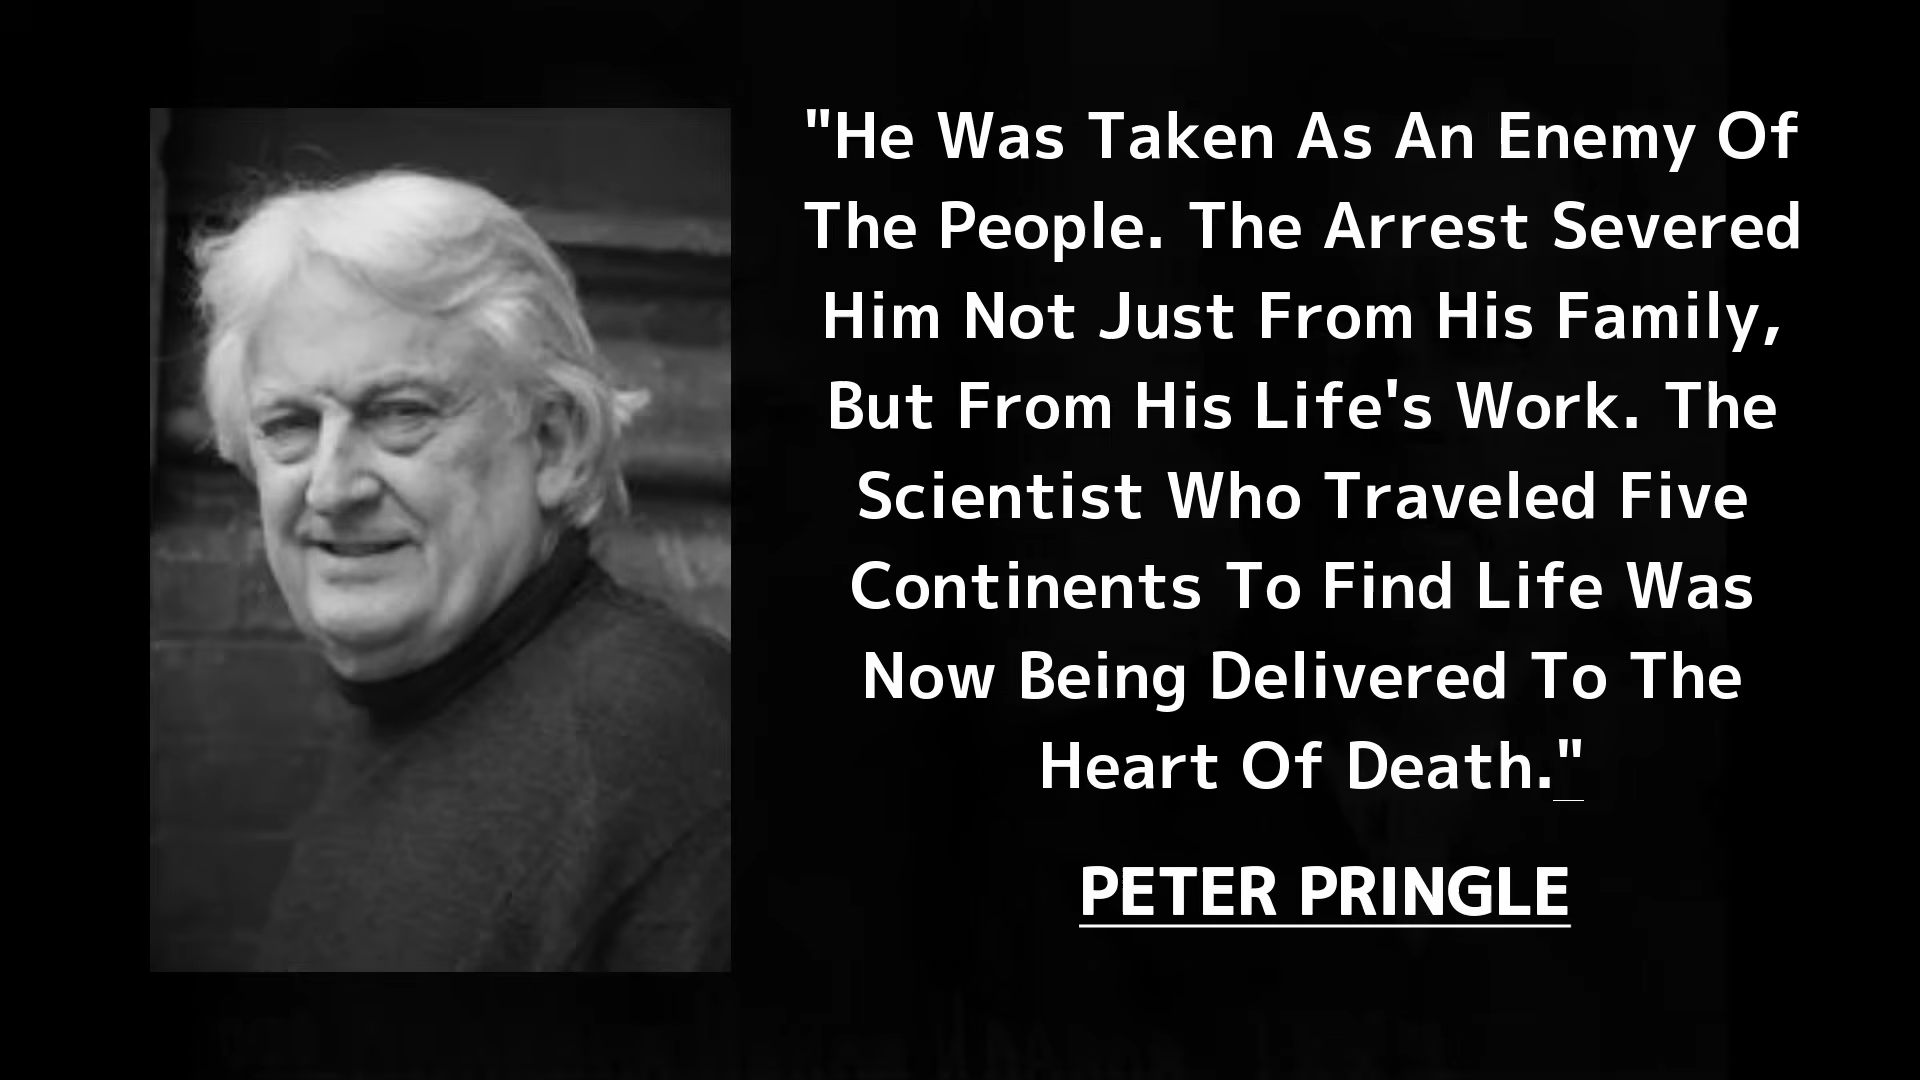 "He Was Taken As An Enemy Of
The People. The Arrest Severed
Him Not Just From His Family,
But From His Life's Work. The
Scientist Who Traveled Five
Continents To Find Life Was
Now Being Delivered To The
Heart Of Death."
PETER PRINGLE